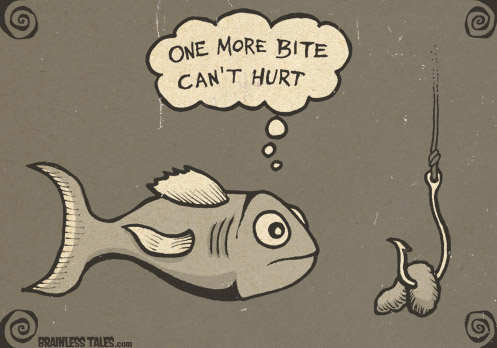 ONE MORE BITE
CAN'T HURT
BRAINLESS TALES.com